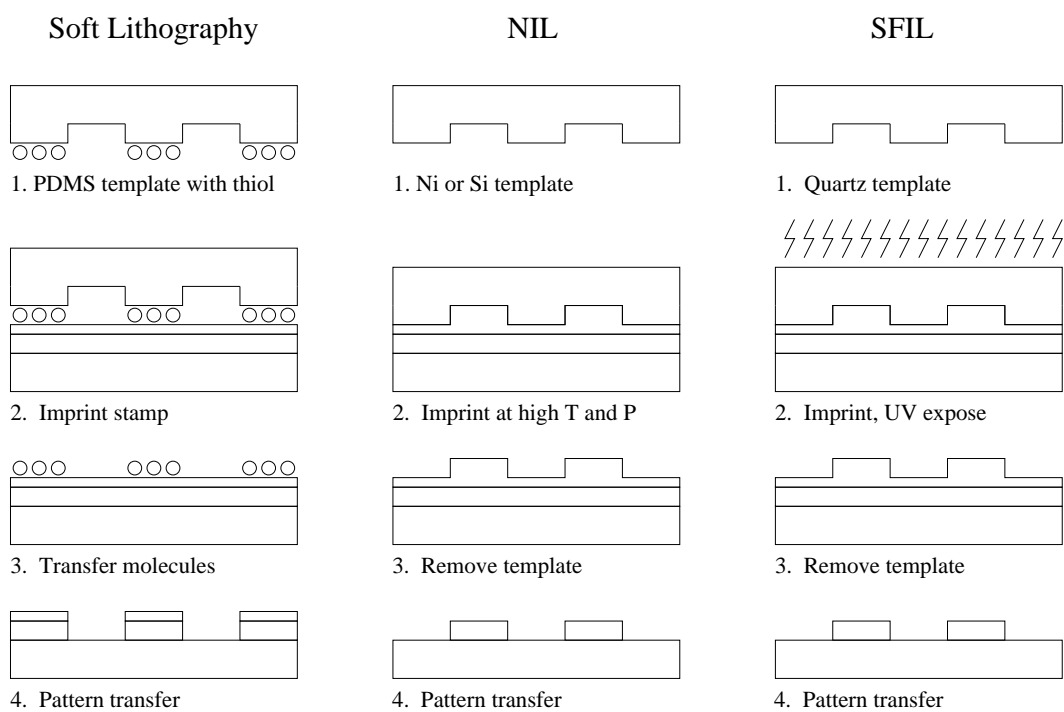 Soft Lithography
NIL
SFIL
1. PDMS template with thiol
1. Ni or Si template
1. Quartz template
2. Imprint stamp
2. Imprint at high T and P
2. Imprint, UV expose
3. Transfer molecules
3. Remove template
3. Remove template
4. Pattern transfer
4. Pattern transfer
4. Pattern transfer